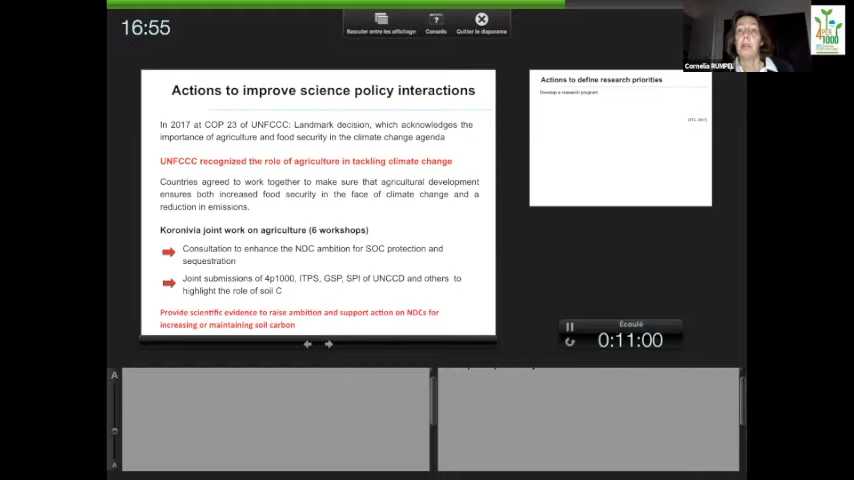 16:55
Basculer entre les affichages
Conseils
Quitter le diaporama
Cornelia RUMPEL
4 PER
1000
Actions to improve science policy interactions
In 2017 at COP 23 of UNFCCC: Landmark decision, which acknowledges the
importance of agriculture and food security in the climate change agenda
UNFCCC recognized the role of agriculture in tackling climate change
Countries agreed to work together to make sure that agricultural development
ensures both increased food security in the face of climate change and a
reduction in emissions.
Koronivia joint work on agriculture (6 workshops)
Consultation to enhance the NDC ambition for SOC protection and
sequestration
Joint submissions of 4p1000, ITPS, GSP, SPI of UNCCD and others to
highlight the role of soil C
Provide scientific evidence to raise ambition and support action on NDCs for
increasing or maintaining soil carbon
Actions to define research priorities
Develop a research program
Écoulé
0:11:00
A
A